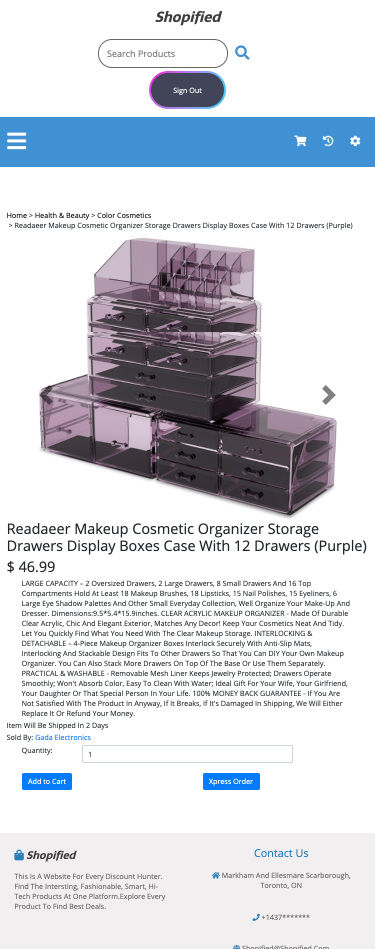 Shopified
Search Products
Sign Out
Home > Health & Beauty > Color Cosmetics
> Readaeer Makeup Cosmetic Organizer Storage Drawers Display Boxes Case With 12 Drawers (Purple)
Readaeer Makeup Cosmetic Organizer Storage
Drawers Display Boxes Case With 12 Drawers (Purple)
$ 46.99
LARGE CAPACITY – 2 Oversized Drawers, 2 Large Drawers, 8 Small Drawers And 16 Top
Compartments Hold At Least 18 Makeup Brushes, 18 Lipsticks, 15 Nail Polishes, 15 Eyeliners, 6
Large Eye Shadow Palettes And Other Small Everyday Collection, Well Organize Your Make-Up And
Dresser. Dimensions:9.5*5.4*15.9inches. CLEAR ACRYLIC MAKEUP ORGANIZER - Made Of Durable
Clear Acrylic, Chic And Elegant Exterior, Matches Any Decor! Keep Your Cosmetics Neat And Tidy.
Let You Quickly Find What You Need With The Clear Makeup Storage. INTERLOCKING &
DETACHABLE – 4-Piece Makeup Organizer Boxes Interlock Securely With Anti-Slip Mats,
Interlocking And Stackable Design Fits To Other Drawers So That You Can DIY Your Own Makeup
Organizer. You Can Also Stack More Drawers On Top Of The Base Or Use Them Separately.
PRACTICAL & WASHABLE - Removable Mesh Liner Keeps Jewelry Protected; Drawers Operate
Smoothly; Won't Absorb Color, Easy To Clean With Water; Ideal Gift For Your Wife, Your Girlfriend,
Your Daughter Or That Special Person In Your Life. 100% MONEY BACK GUARANTEE - If You Are
Not Satisfied With The Product In Anyway, If It Breaks, If It's Damaged In Shipping, We Will Either
Replace It Or Refund Your Money.
Item Will Be Shipped In 2 Days
Sold By: Gada Electronics
Quantity:
1
Add to Cart
Xpress Order
Shopified
This Is A Website For Every Discount Hunter.
Find The Intersting, Fashionable, Smart, Hi-
Tech Products At One Platform.Explore Every
Product To Find Best Deals.
Contact Us
Markham And Ellesmare Scarborough,
Toronto, ON
+1437*******
Shopified@Shopified.Com